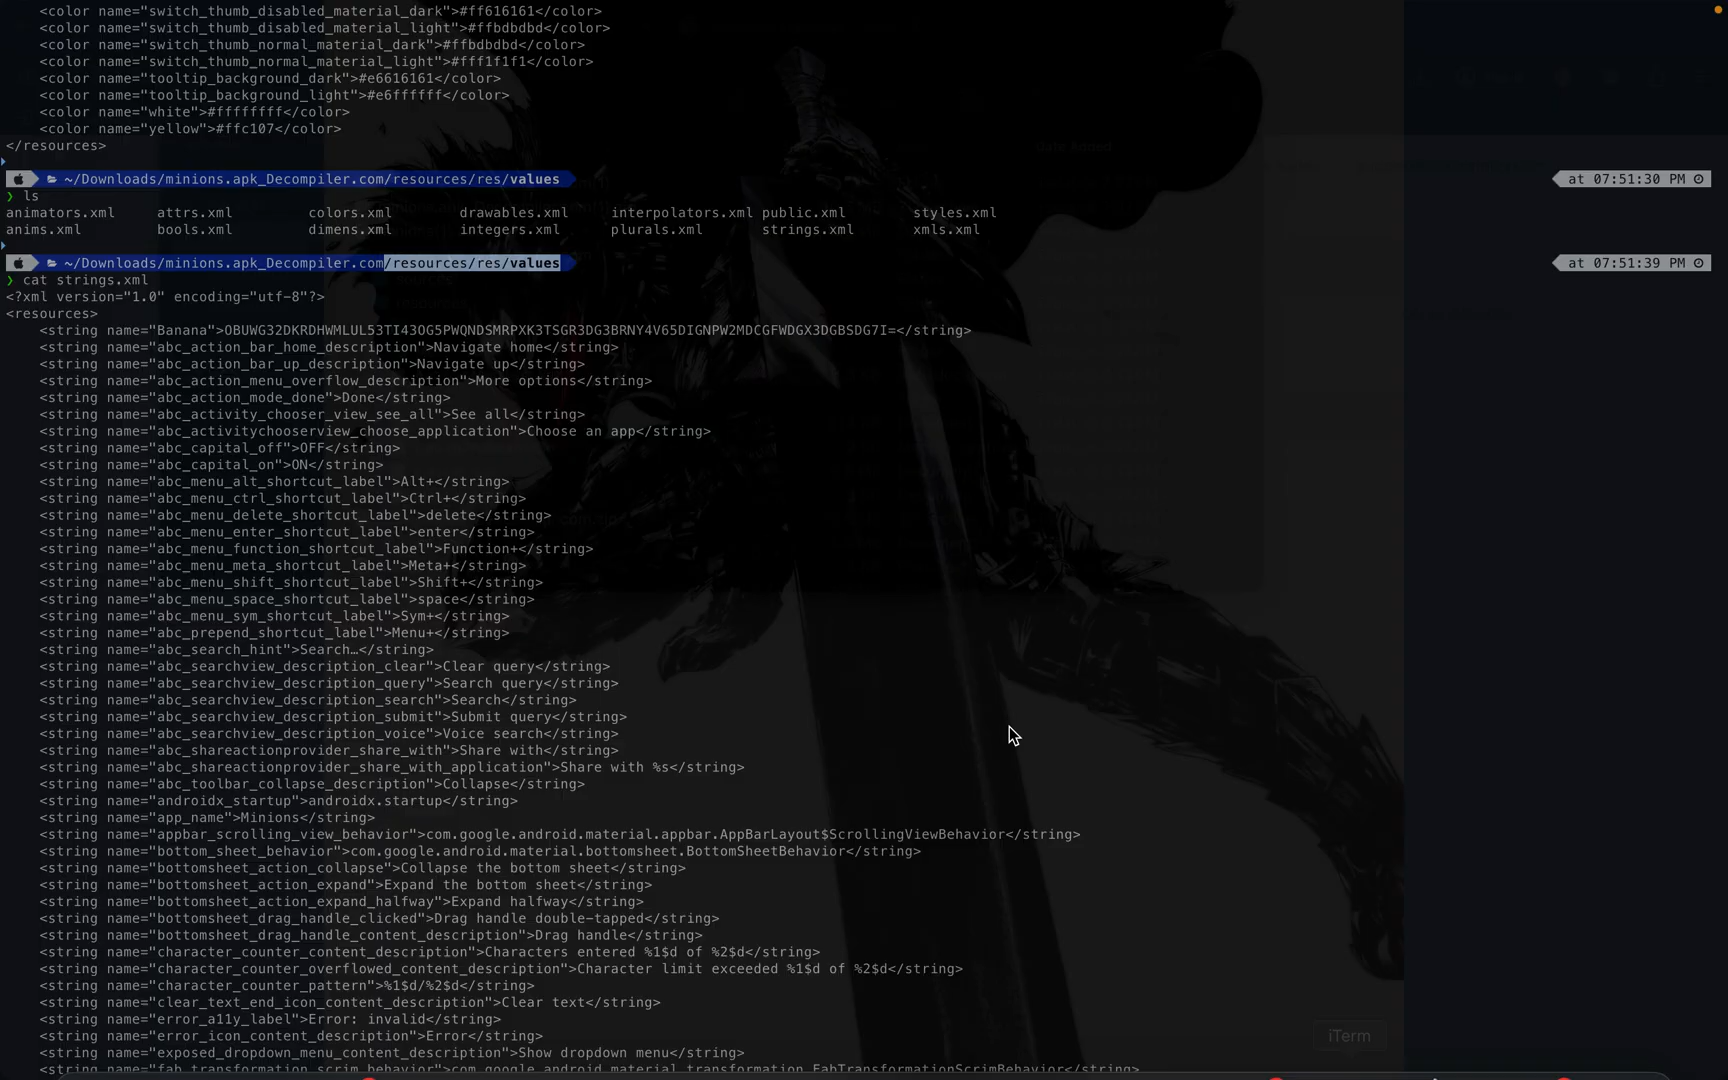 <color name="switch_thumb_disabled_material_dark">#ff616161</color>
    <color name="switch_thumb_disabled_material_light">#ffbdbdbd</color>
    <color name="switch_thumb_normal_material_dark">#ffbdbdbd</color>
    <color name="switch_thumb_normal_material_light">#fff1f1f1</color>
    <color name="tooltip_background_dark">#e6616161</color>
    <color name="tooltip_background_light">#e6ffffff</color>
    <color name="white">#ffffffff</color>
    <color name="yellow">#ffc107</color>
</resources>
~/Downloads/minions.apk_Decompiler.com/resources/res/values at 07:51:30 PM
❯ ls
animators.xml attrs.xml colors.xml drawables.xml interpolators.xml public.xml styles.xml
anims.xml bools.xml dimens.xml integers.xml plurals.xml strings.xml xmls.xml
~/Downloads/minions.apk_Decompiler.com/resources/res/values at 07:51:39 PM
❯ cat strings.xml
<?xml version="1.0" encoding="utf-8"?>
<resources>
    <string name="Banana">OBUWG32DKRDHWMLUL53TI43OG5PWQNDSMRPXK3TSGR3DG3BRNY4V65DIGNPW2MDCGFWDGX3DGBSDG7I=</string>
    <string name="abc_action_bar_home_description">Navigate home</string>
    <string name="abc_action_bar_up_description">Navigate up</string>
    <string name="abc_action_menu_overflow_description">More options</string>
    <string name="abc_action_mode_done">Done</string>
    <string name="abc_activity_chooser_view_see_all">See all</string>
    <string name="abc_activitychooserview_choose_application">Choose an app</string>
    <string name="abc_capital_off">OFF</string>
    <string name="abc_capital_on">ON</string>
    <string name="abc_menu_alt_shortcut_label">Alt+</string>
    <string name="abc_menu_ctrl_shortcut_label">Ctrl+</string>
    <string name="abc_menu_delete_shortcut_label">delete</string>
    <string name="abc_menu_enter_shortcut_label">enter</string>
    <string name="abc_menu_function_shortcut_label">Function+</string>
    <string name="abc_menu_meta_shortcut_label">Meta+</string>
    <string name="abc_menu_shift_shortcut_label">Shift+</string>
    <string name="abc_menu_space_shortcut_label">space</string>
    <string name="abc_menu_sym_shortcut_label">Sym+</string>
    <string name="abc_prepend_shortcut_label">Menu+</string>
    <string name="abc_search_hint">Search…</string>
    <string name="abc_searchview_description_clear">Clear query</string>
    <string name="abc_searchview_description_query">Search query</string>
    <string name="abc_searchview_description_search">Search</string>
    <string name="abc_searchview_description_submit">Submit query</string>
    <string name="abc_searchview_description_voice">Voice search</string>
    <string name="abc_shareactionprovider_share_with">Share with</string>
    <string name="abc_shareactionprovider_share_with_application">Share with %s</string>
    <string name="abc_toolbar_collapse_description">Collapse</string>
    <string name="androidx_startup">androidx.startup</string>
    <string name="app_name">Minions</string>
    <string name="appbar_scrolling_view_behavior">com.google.android.material.appbar.AppBarLayout$ScrollingViewBehavior</string>
    <string name="bottom_sheet_behavior">com.google.android.material.bottomsheet.BottomSheetBehavior</string>
    <string name="bottomsheet_action_collapse">Collapse the bottom sheet</string>
    <string name="bottomsheet_action_expand">Expand the bottom sheet</string>
    <string name="bottomsheet_action_expand_halfway">Expand halfway</string>
    <string name="bottomsheet_drag_handle_clicked">Drag handle double-tapped</string>
    <string name="bottomsheet_drag_handle_content_description">Drag handle</string>
    <string name="character_counter_content_description">Characters entered %1$d of %2$d</string>
    <string name="character_counter_overflowed_content_description">Character limit exceeded %1$d of %2$d</string>
    <string name="character_counter_pattern">%1$d/%2$d</string>
    <string name="clear_text_end_icon_content_description">Clear text</string>
    <string name="error_a11y_label">Error: invalid</string>
    <string name="error_icon_content_description">Error</string>
iTerm
    <string name="exposed_dropdown_menu_content_description">Show dropdown menu</string>
    <string name="fab_transformation_scrim_behavior">com.google.android.material.transformation.FabTransformationScrimBehavior</string>